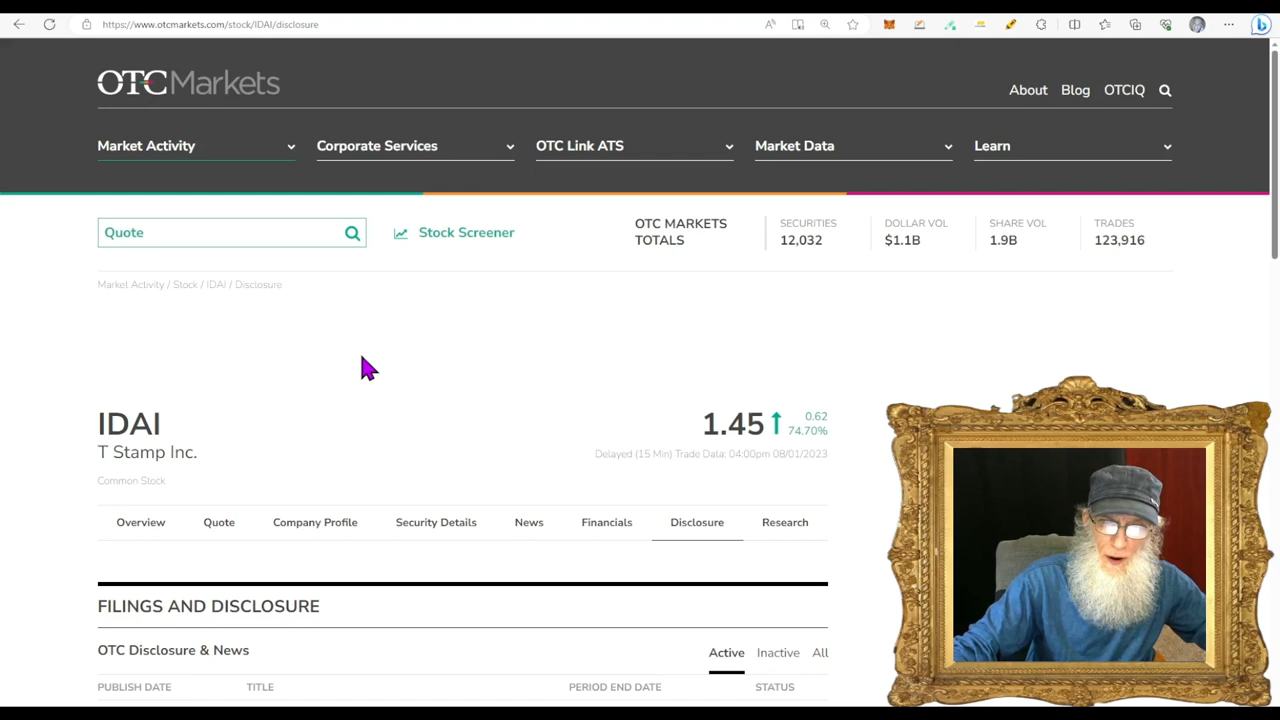 https://www.otcmarkets.com/stock/IDAI/disclosure
OTC Markets
About Blog OTCIQ
Market Activity Corporate Services OTC Link ATS Market Data Learn
Quote Stock Screener
OTC MARKETS
TOTALS
SECURITIES DOLLAR VOL SHARE VOL TRADES
12,032 $1.1B 1.9B 123,916
Market Activity / Stock / IDAI / Disclosure
IDAI
T Stamp Inc.
Common Stock
1.45 0.62
74.70%
Delayed (15 Min) Trade Data: 04:00pm 08/01/2023
Overview Quote Company Profile Security Details News Financials Disclosure Research
FILINGS AND DISCLOSURE
OTC Disclosure & News
Active Inactive All
PUBLISH DATE TITLE PERIOD END DATE STATUS